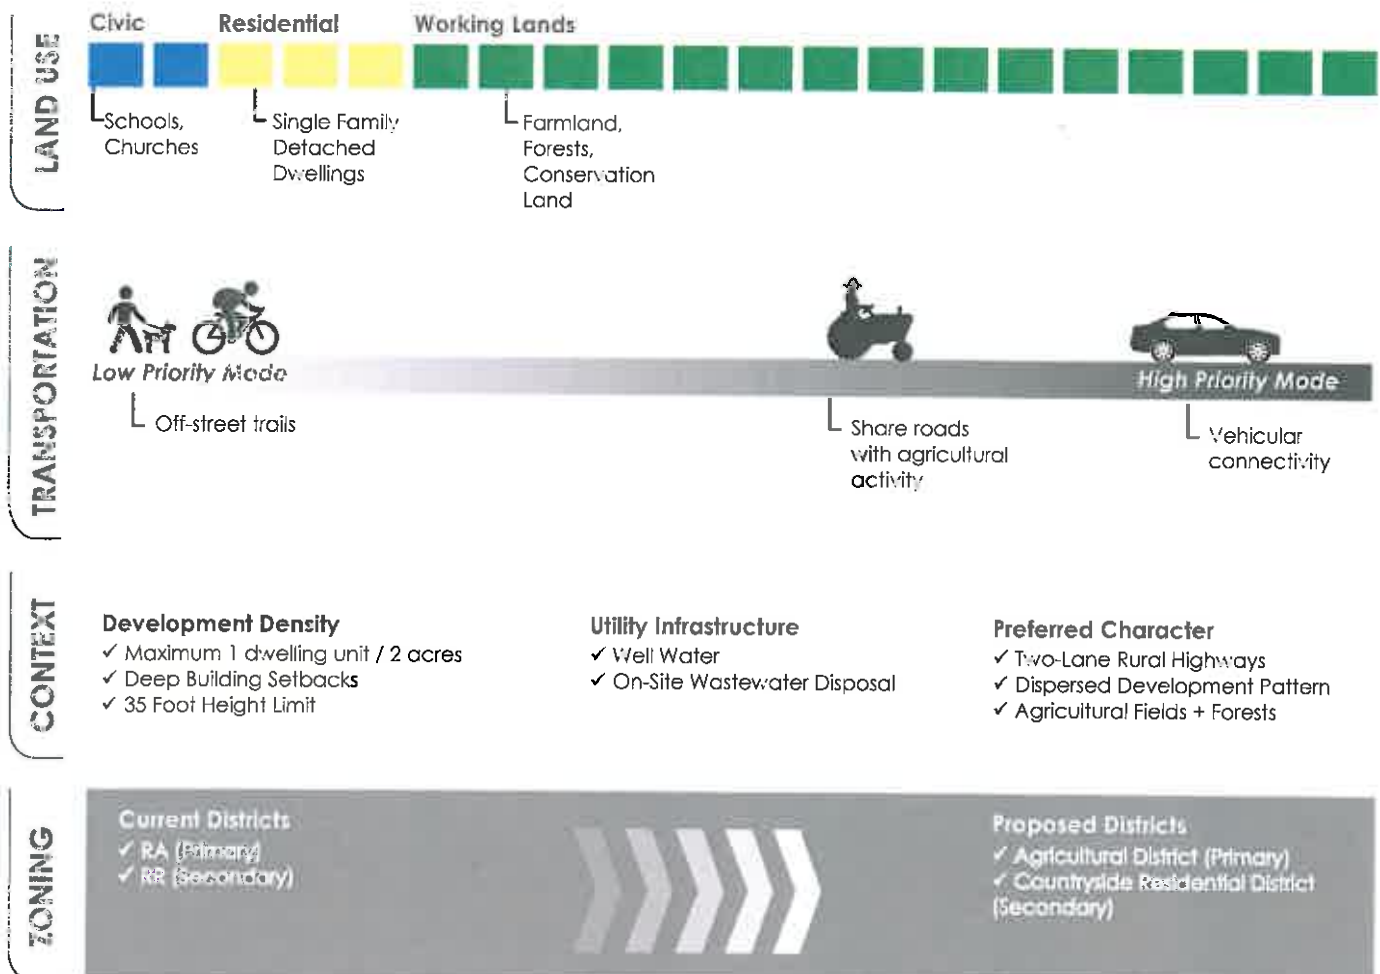 LAND USE
Civic
Residential
Working Lands
Schools,
Churches
Single Family
Detached
Dwellings
Farmland,
Forests,
Conservation
Land
TRANSPORTATION
Low Priority Mode
High Priority Mode
Off-street trails
Share roads
with agricultural
activity
Vehicular
connectivity
CONTEXT
Development Density
✓ Maximum 1 dwelling unit / 2 acres
✓ Deep Building Setbacks
✓ 35 Foot Height Limit
Utility Infrastructure
✓ Well Water
✓ On-Site Wastewater Disposal
Preferred Character
✓ Two-Lane Rural Highways
✓ Dispersed Development Pattern
✓ Agricultural Fields + Forests
ZONING
Current Districts
✓ RA (Primary)
✓ RR (Secondary)
Proposed Districts
✓ Agricultural District (Primary)
✓ Countryside Residential District
(Secondary)